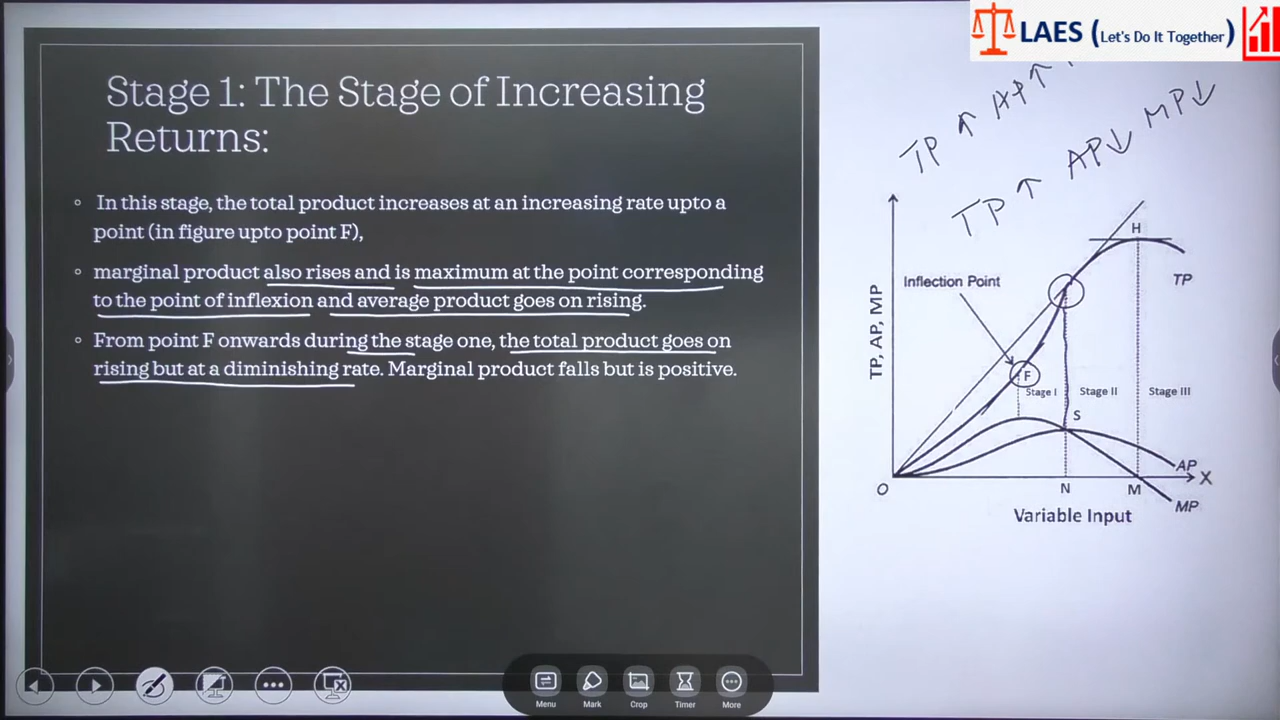 LAES (Let's Do It Together)
Stage 1: The Stage of Increasing
Returns:
In this stage, the total product increases at an increasing rate upto a
point (in figure upto point F),
marginal product also rises and is maximum at the point corresponding
to the point of inflexion and average product goes on rising.
From point F onwards during the stage one, the total product goes on
rising but at a diminishing rate. Marginal product falls but is positive.
TP ↑ AP↑
TP ↑ AP↓ MP↓
H
TP
Inflection Point
TP, AP, MP
F
Stage I
Stage II
Stage III
S
AP
X
O
N
M
MP
Variable Input
Menu
Mark
Crop
Timer
More